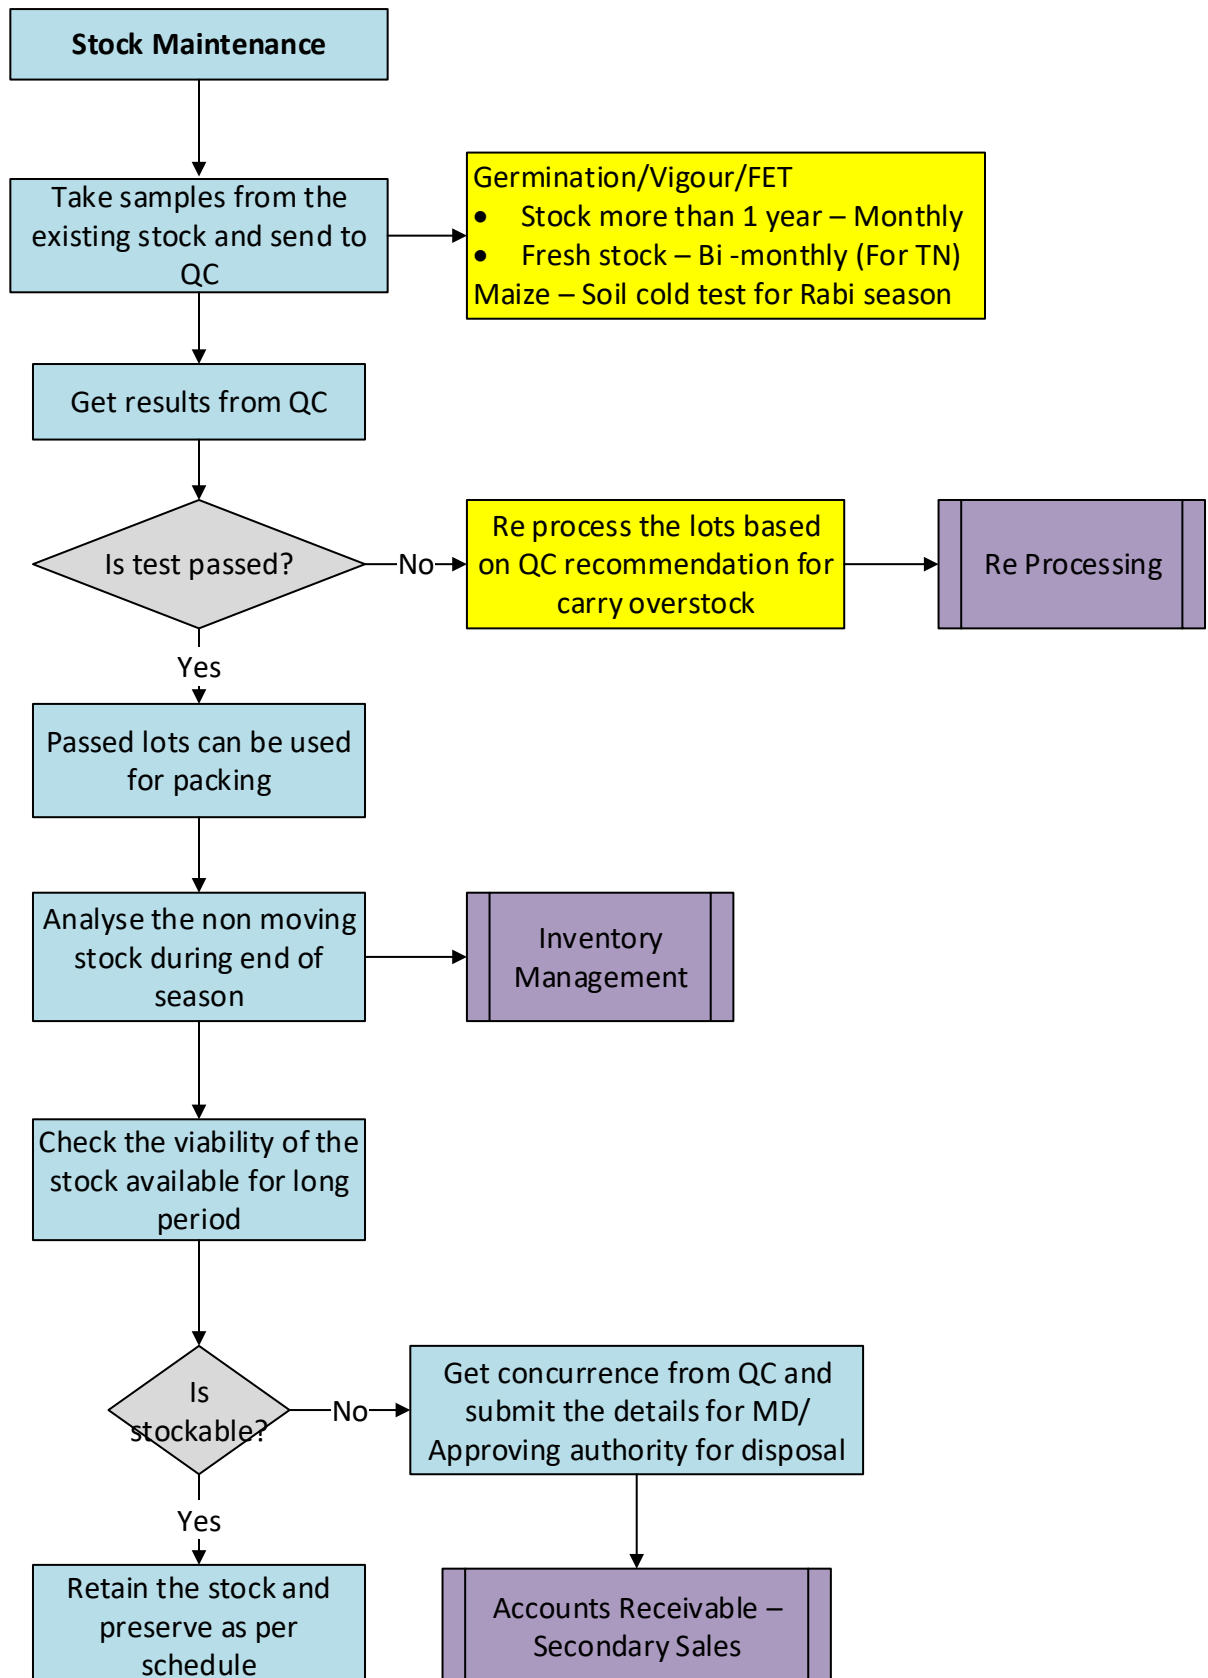 Stock Maintenance
Take samples from the
existing stock and send to
QC
Germination/Vigour/FET
• Stock more than 1 year – Monthly
• Fresh stock – Bi -monthly (For TN)
Maize – Soil cold test for Rabi season
Get results from QC
Is test passed?
No
Re process the lots based
on QC recommendation for
carry overstock
Re Processing
Yes
Passed lots can be used
for packing
Analyse the non moving
stock during end of
season
Inventory
Management
Check the viability of the
stock available for long
period
Is
stockable?
No
Get concurrence from QC and
submit the details for MD/
Approving authority for disposal
Yes
Retain the stock and
preserve as per
schedule
Accounts Receivable –
Secondary Sales